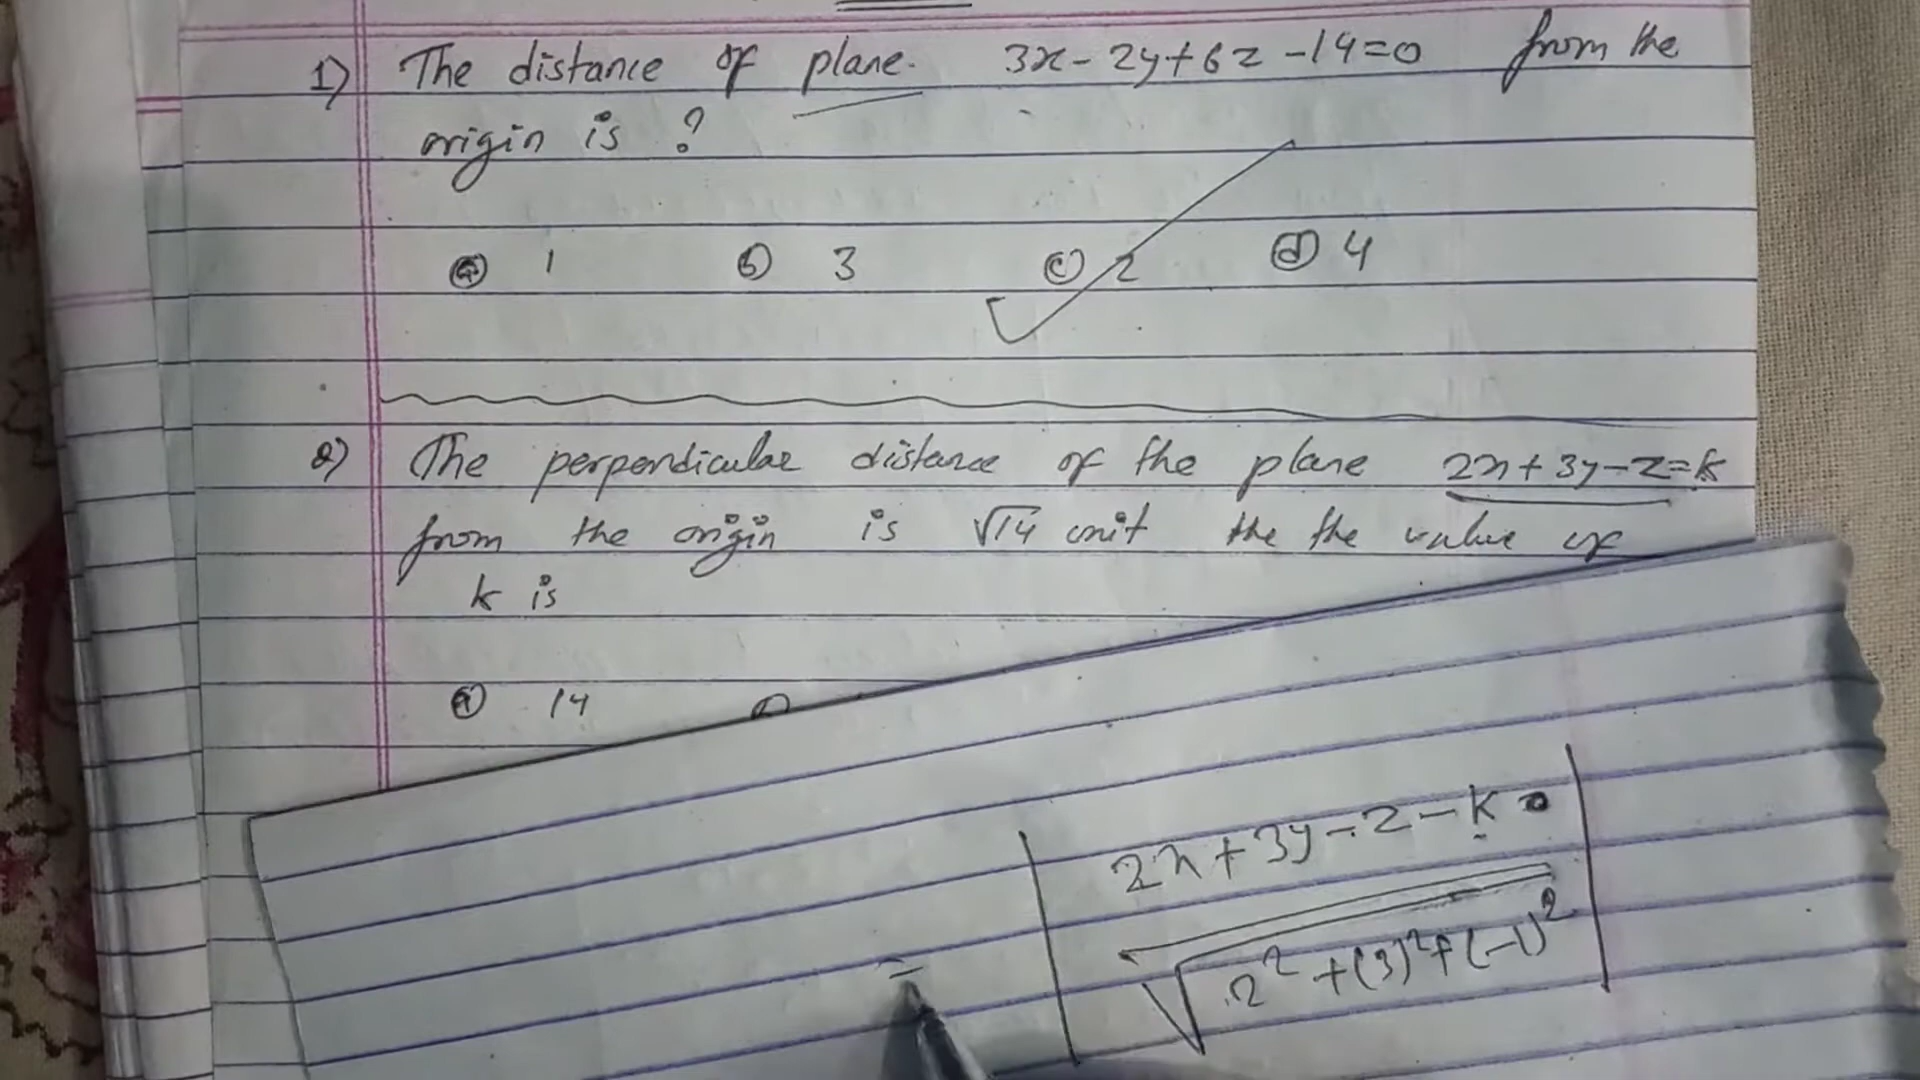 1) The distance of plane. 3x-2y+6z-14=0 from the
origin is ?
(a) 1 (b) 3 (c) 2 (d) 4
2) The perpendicular distance of the plane 2x+3y-z=k
from the origin is √14 unit the the value of
k is
(a) 14
2x+3y-z-k
= √2²+(3)²+(-1)²